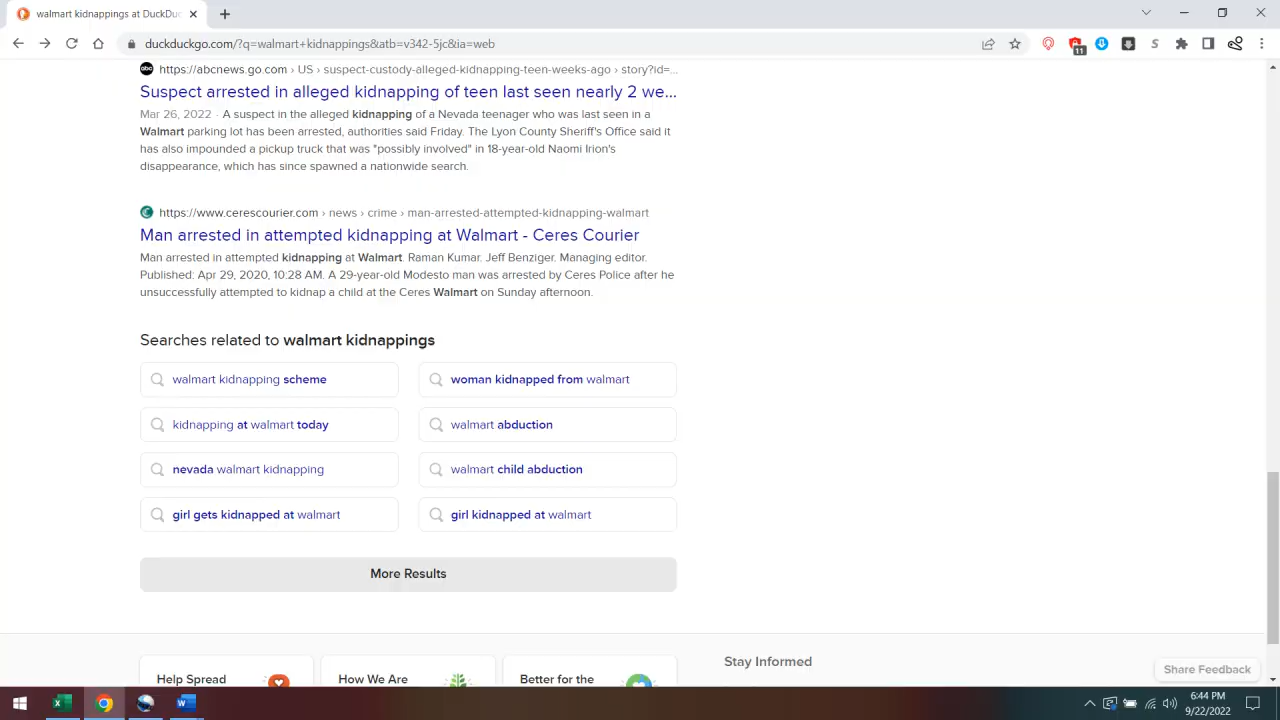 walmart kidnappings at DuckDu
duckduckgo.com/?q=walmart+kidnappings&atb=v342-5jc&ia=web
11
abc
https://abcnews.go.com › US › suspect-custody-alleged-kidnapping-teen-weeks-ago › story?id=...
Suspect arrested in alleged kidnapping of teen last seen nearly 2 we...
Mar 26, 2022 · A suspect in the alleged kidnapping of a Nevada teenager who was last seen in a
Walmart parking lot has been arrested, authorities said Friday. The Lyon County Sheriff's Office said it
has also impounded a pickup truck that was "possibly involved" in 18-year-old Naomi Irion's
disappearance, which has since spawned a nationwide search.
https://www.cerescourier.com › news › crime › man-arrested-attempted-kidnapping-walmart
Man arrested in attempted kidnapping at Walmart - Ceres Courier
Man arrested in attempted kidnapping at Walmart. Raman Kumar. Jeff Benziger. Managing editor.
Published: Apr 29, 2020, 10:28 AM. A 29-year-old Modesto man was arrested by Ceres Police after he
unsuccessfully attempted to kidnap a child at the Ceres Walmart on Sunday afternoon.
Searches related to walmart kidnappings
walmart kidnapping scheme
woman kidnapped from walmart
kidnapping at walmart today
walmart abduction
nevada walmart kidnapping
walmart child abduction
girl gets kidnapped at walmart
girl kidnapped at walmart
More Results
Stay Informed
Help Spread
How We Are
Better for the
Share Feedback
6:44 PM
9/22/2022